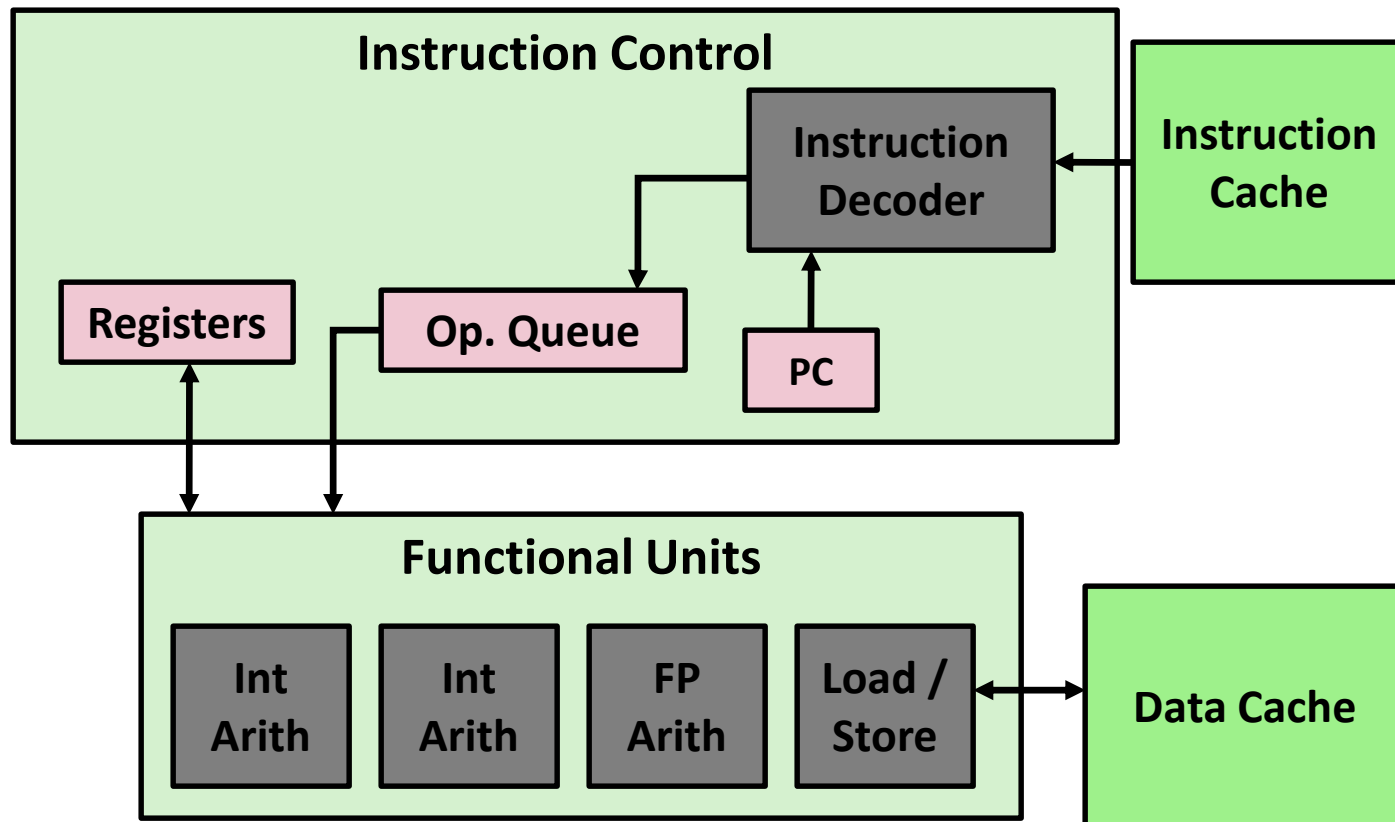 Instruction Control
Instruction
Decoder
Instruction
Cache
Registers
Op. Queue
PC
Functional Units
Int
Arith
Int
Arith
FP
Arith
Load /
Store
Data Cache